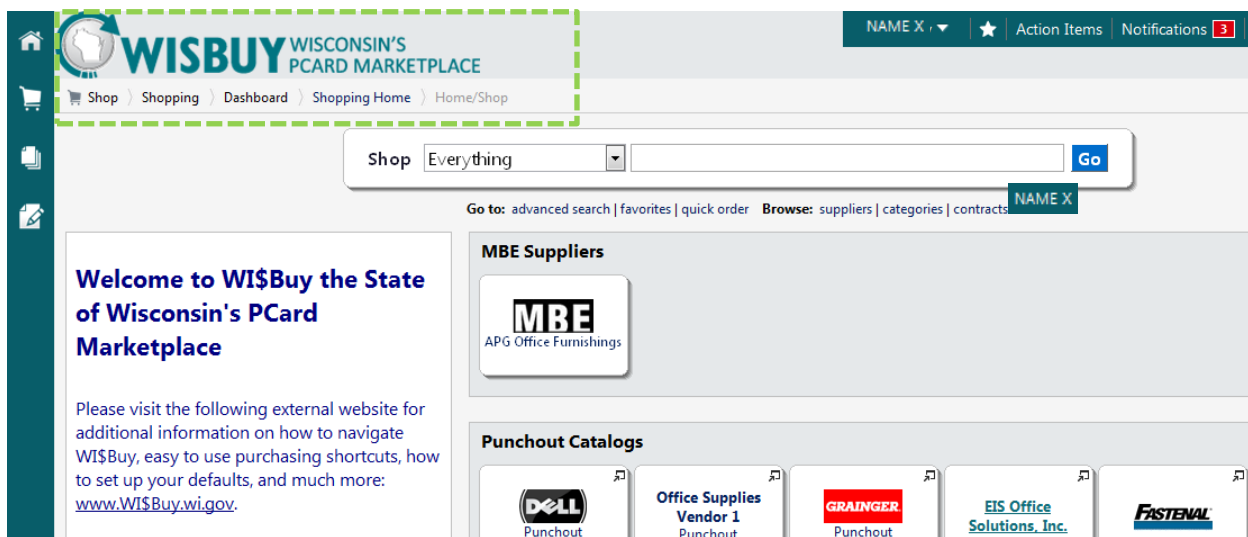 WISBUY WISCONSIN'S PCARD MARKETPLACE
NAME X
Action Items
Notifications 3
Shop
Shopping
Dashboard
Shopping Home
Home/Shop
Shop Everything Go
Go to: advanced search | favorites | quick order Browse: suppliers | categories | contracts
NAME X
Welcome to WI$Buy the State
of Wisconsin's PCard
Marketplace
Please visit the following external website for
additional information on how to navigate
WI$Buy, easy to use purchasing shortcuts, how
to set up your defaults, and much more:
www.WI$Buy.wi.gov.
MBE Suppliers
MBE
APG Office Furnishings
Punchout Catalogs
DELL
Punchout
Office Supplies
Vendor 1
Punchout
GRAINGER
Punchout
EIS Office
Solutions, Inc.
FASTENAL